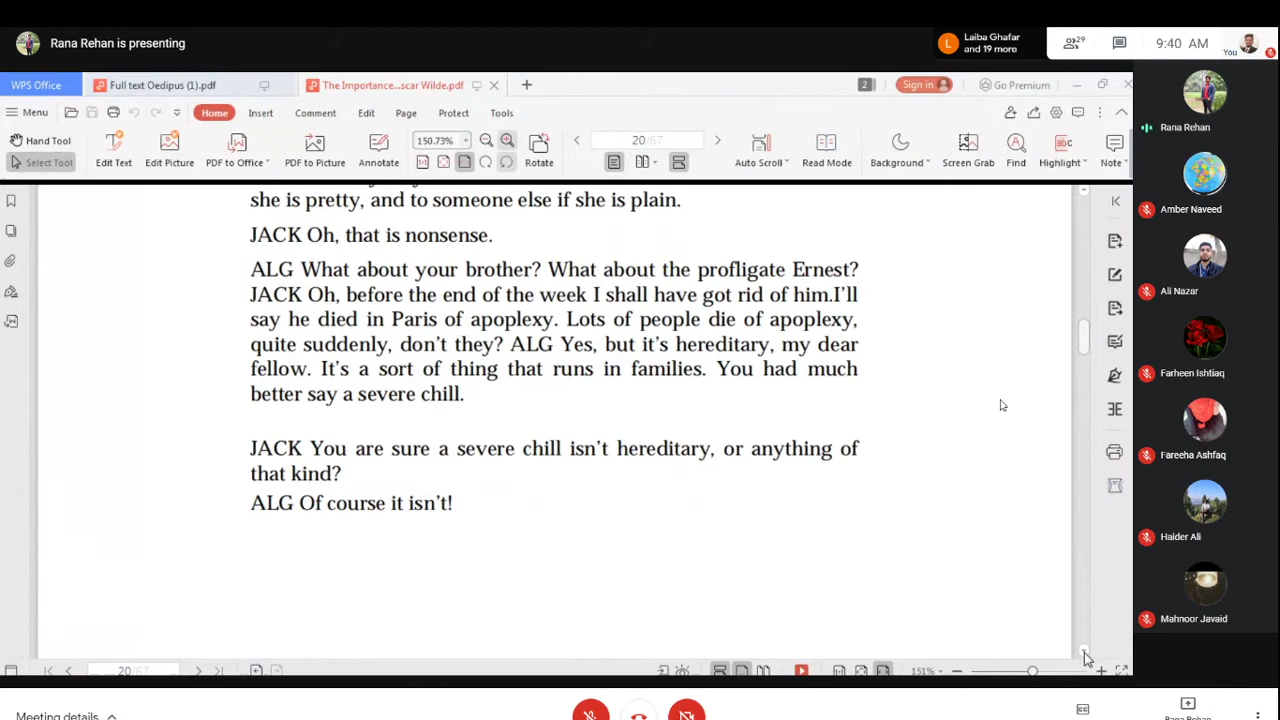 Rana Rehan is presenting
Laiba Ghafar
and 19 more
29
9:40 AM
You
WPS Office
Full text Oedipus (1).pdf
The Importance...scar Wilde.pdf
2
Sign in
Go Premium
Menu
Home
Insert
Comment
Edit
Page
Protect
Tools
Hand Tool
Select Tool
Edit Text
Edit Picture
PDF to Office
PDF to Picture
Annotate
150.73%
Rotate
20/67
Auto Scroll
Read Mode
Background
Screen Grab
Find
Highlight
Note
she is pretty, and to someone else if she is plain.
JACK Oh, that is nonsense.
ALG What about your brother? What about the profligate Ernest?
JACK Oh, before the end of the week I shall have got rid of him.I'll
say he died in Paris of apoplexy. Lots of people die of apoplexy,
quite suddenly, don't they? ALG Yes, but it's hereditary, my dear
fellow. It's a sort of thing that runs in families. You had much
better say a severe chill.
JACK You are sure a severe chill isn't hereditary, or anything of
that kind?
ALG Of course it isn't!
20/67
151%
Rana Rehan
Amber Naveed
Ali Nazar
Farheen Ishtiaq
Fareeha Ashfaq
Haider Ali
Mahnoor Javaid
Meeting details
Rana Rehan